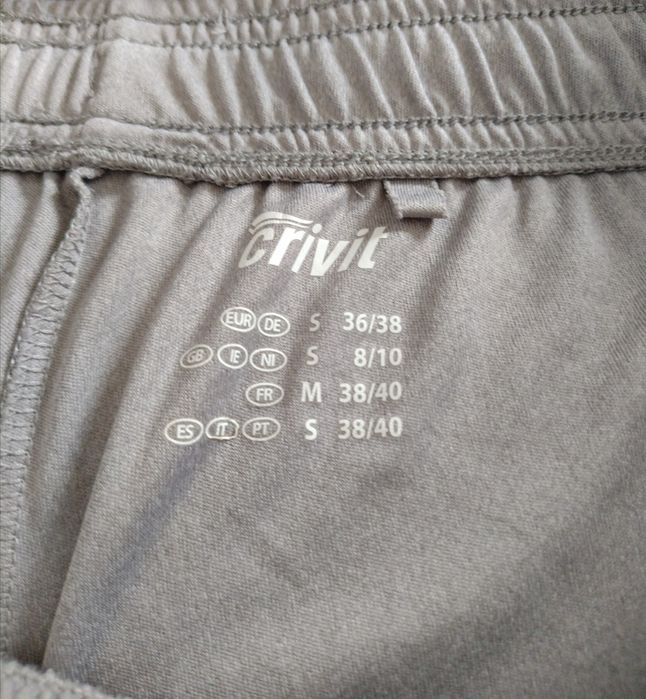 crivit
EUR DE S 36/38
GB IE NI S 8/10
FR M 38/40
ES IT PT S 38/40